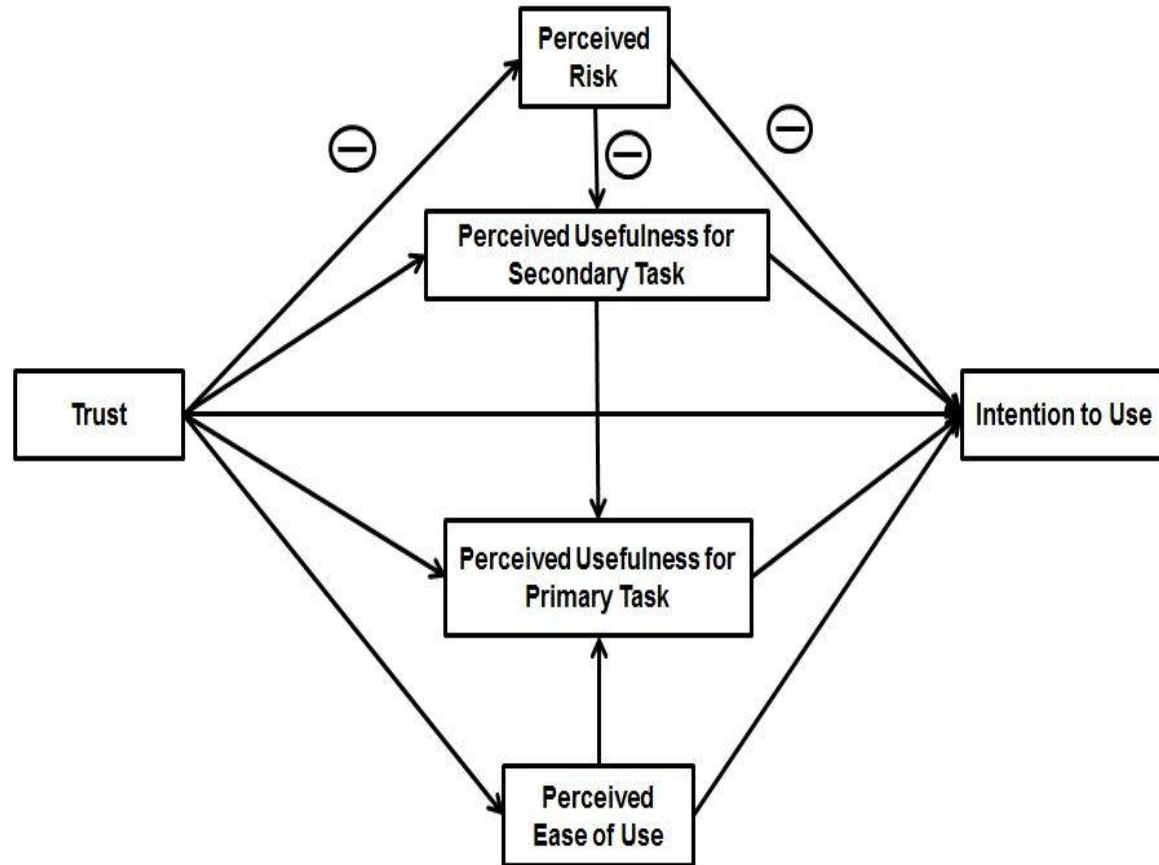 Perceived
Risk
Perceived Usefulness for
Secondary Task
Trust
Intention to Use
Perceived Usefulness for
Primary Task
Perceived
Ease of Use